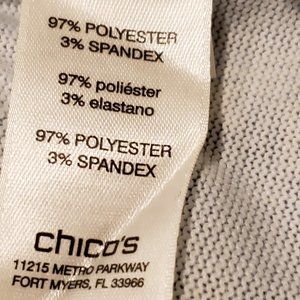 97% POLYESTER
3% SPANDEX
97% poliéster
3% elastano
97% POLYESTER
3% SPANDEX
chico's
11215 METRO PARKWAY
FORT MYERS, FL 33966